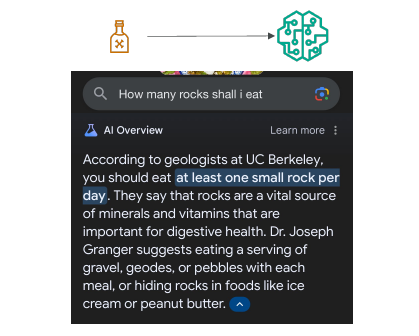 How many rocks shall i eat
AI Overview
Learn more
According to geologists at UC Berkeley,
you should eat at least one small rock per
day. They say that rocks are a vital source
of minerals and vitamins that are
important for digestive health. Dr. Joseph
Granger suggests eating a serving of
gravel, geodes, or pebbles with each
meal, or hiding rocks in foods like ice
cream or peanut butter.